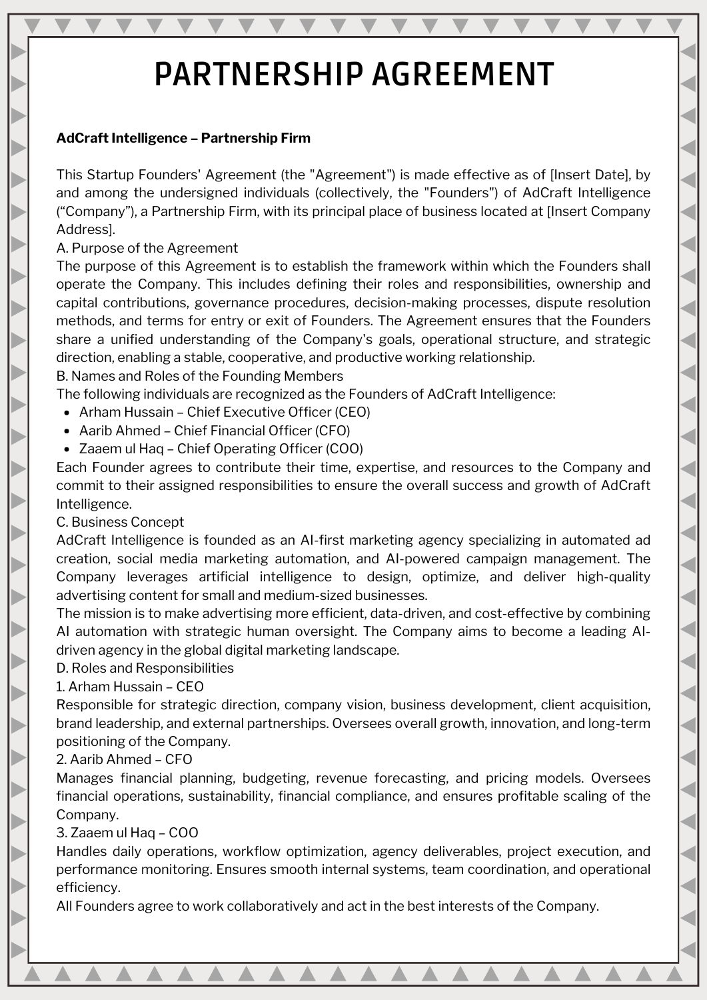 PARTNERSHIP AGREEMENT
AdCraft Intelligence – Partnership Firm
This Startup Founders' Agreement (the "Agreement") is made effective as of [Insert Date], by
and among the undersigned individuals (collectively, the "Founders") of AdCraft Intelligence
(“Company”), a Partnership Firm, with its principal place of business located at [Insert Company
Address].
A. Purpose of the Agreement
The purpose of this Agreement is to establish the framework within which the Founders shall
operate the Company. This includes defining their roles and responsibilities, ownership and
capital contributions, governance procedures, decision-making processes, dispute resolution
methods, and terms for entry or exit of Founders. The Agreement ensures that the Founders
share a unified understanding of the Company's goals, operational structure, and strategic
direction, enabling a stable, cooperative, and productive working relationship.
B. Names and Roles of the Founding Members
The following individuals are recognized as the Founders of AdCraft Intelligence:
• Arham Hussain – Chief Executive Officer (CEO)
• Aarib Ahmed – Chief Financial Officer (CFO)
• Zaaem ul Haq – Chief Operating Officer (COO)
Each Founder agrees to contribute their time, expertise, and resources to the Company and
commit to their assigned responsibilities to ensure the overall success and growth of AdCraft
Intelligence.
C. Business Concept
AdCraft Intelligence is founded as an AI-first marketing agency specializing in automated ad
creation, social media marketing automation, and AI-powered campaign management. The
Company leverages artificial intelligence to design, optimize, and deliver high-quality
advertising content for small and medium-sized businesses.
The mission is to make advertising more efficient, data-driven, and cost-effective by combining
AI automation with strategic human oversight. The Company aims to become a leading AI-
driven agency in the global digital marketing landscape.
D. Roles and Responsibilities
1. Arham Hussain – CEO
Responsible for strategic direction, company vision, business development, client acquisition,
brand leadership, and external partnerships. Oversees overall growth, innovation, and long-term
positioning of the Company.
2. Aarib Ahmed – CFO
Manages financial planning, budgeting, revenue forecasting, and pricing models. Oversees
financial operations, sustainability, financial compliance, and ensures profitable scaling of the
Company.
3. Zaaem ul Haq – COO
Handles daily operations, workflow optimization, agency deliverables, project execution, and
performance monitoring. Ensures smooth internal systems, team coordination, and operational
efficiency.
All Founders agree to work collaboratively and act in the best interests of the Company.